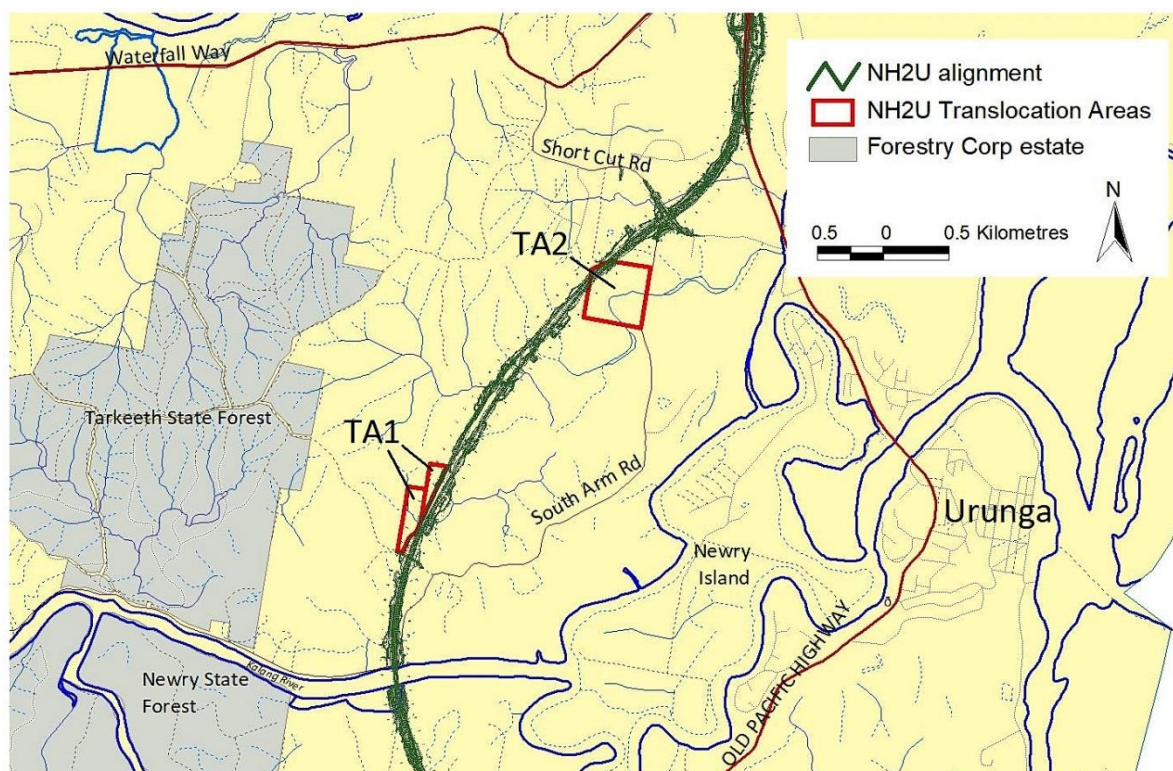 Waterfall Way
NH2U alignment
NH2U Translocation Areas
Forestry Corp estate
N
0.5 0 0.5 Kilometres
Short Cut Rd
TA2
Tarkeeth State Forest
TA1
South Arm Rd
Urunga
Newry
Island
OLD PACIFIC HIGHWAY
Kalang River
Newry State
Forest